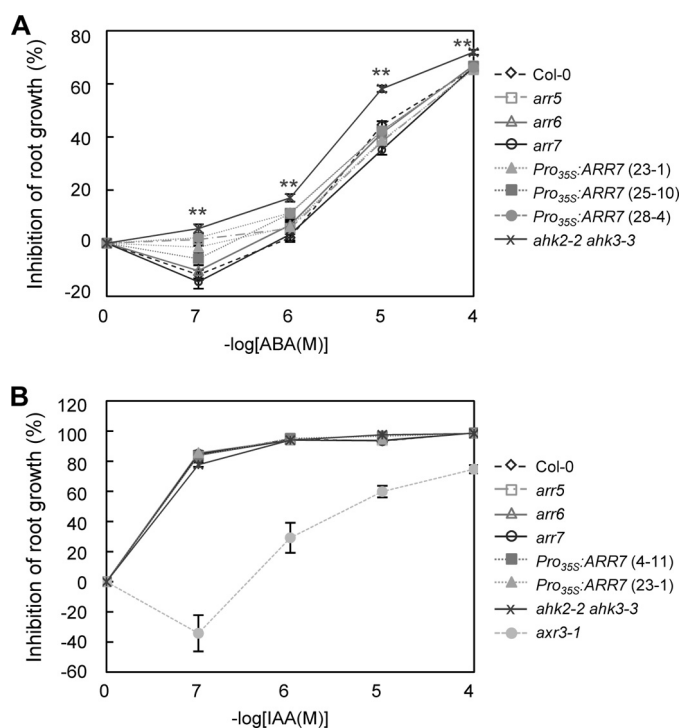 A
Inhibition of root growth (%)
80
60
40
20
0
-20
**
**
**
**
0
7
6
5
4
-log[ABA(M)]
Col-0
arr5
arr6
arr7
Pro35S:ARR7 (23-1)
Pro35S:ARR7 (25-10)
Pro35S:ARR7 (28-4)
ahk2-2 ahk3-3
B
Inhibition of root growth (%)
120
100
80
60
40
20
0
-20
-40
-60
0
7
6
5
4
-log[IAA(M)]
Col-0
arr5
arr6
arr7
Pro35S:ARR7 (4-11)
Pro35S:ARR7 (23-1)
ahk2-2 ahk3-3
axr3-1